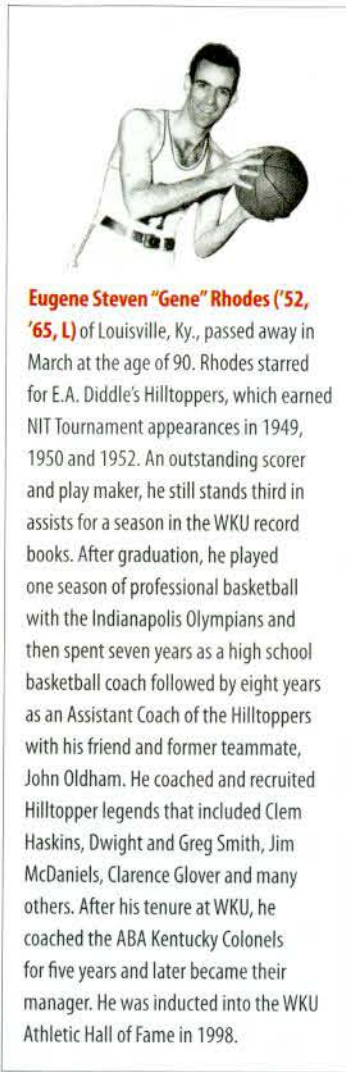 Eugene Steven "Gene" Rhodes ('52,
'65, L) of Louisville, Ky., passed away in
March at the age of 90. Rhodes starred
for E.A. Diddle's Hilltoppers, which earned
NIT Tournament appearances in 1949,
1950 and 1952. An outstanding scorer
and play maker, he still stands third in
assists for a season in the WKU record
books. After graduation, he played
one season of professional basketball
with the Indianapolis Olympians and
then spent seven years as a high school
basketball coach followed by eight years
as an Assistant Coach of the Hilltoppers
with his friend and former teammate,
John Oldham. He coached and recruited
Hilltopper legends that included Clem
Haskins, Dwight and Greg Smith, Jim
McDaniels, Clarence Glover and many
others. After his tenure at WKU, he
coached the ABA Kentucky Colonels
for five years and later became their
manager. He was inducted into the WKU
Athletic Hall of Fame in 1998.